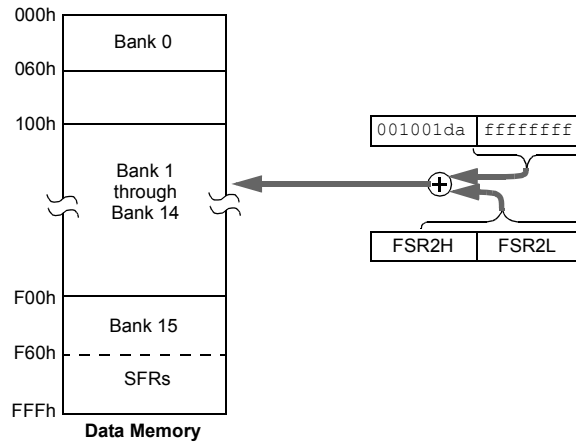 000h
Bank 0
060h
100h
001001da ffffffff
Bank 1
through
Bank 14
FSR2H FSR2L
F00h
Bank 15
F60h
SFRs
FFFh
Data Memory